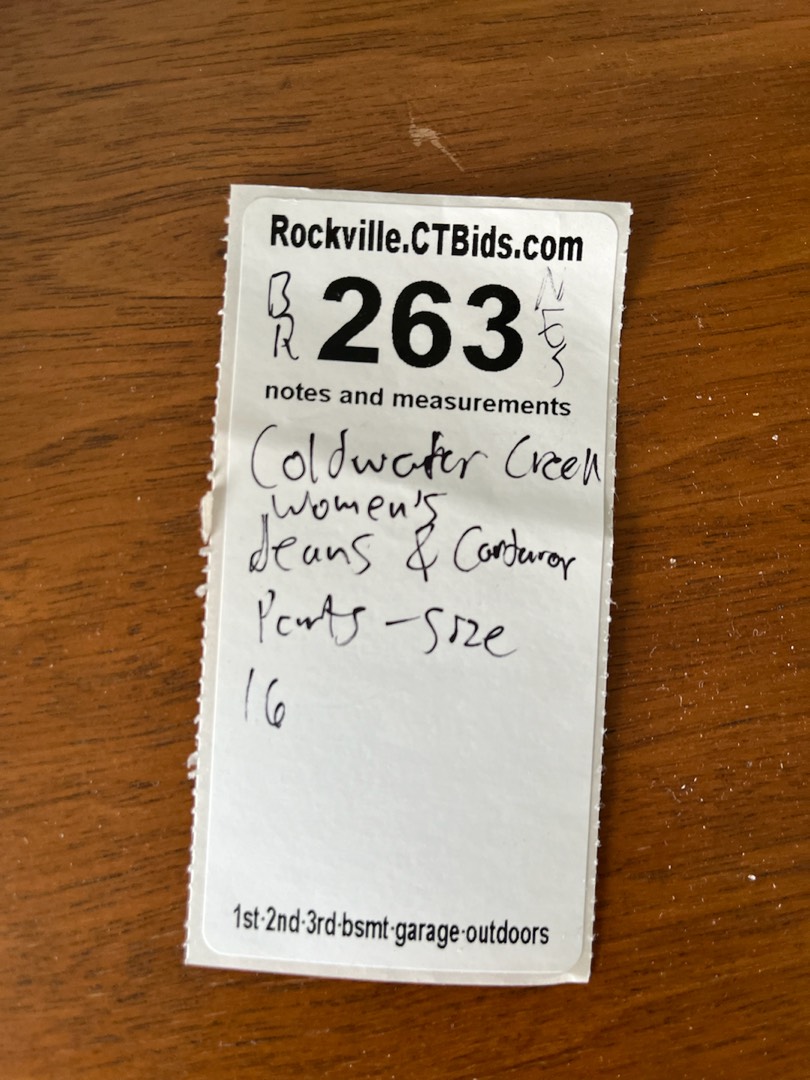 Rockville.CTBids.com
BR 263
notes and measurements
Coldwater Creek
Women's
Jeans & Corduroy
Pants - Size
16
1st·2nd·3rd·bsmt·garage·outdoors